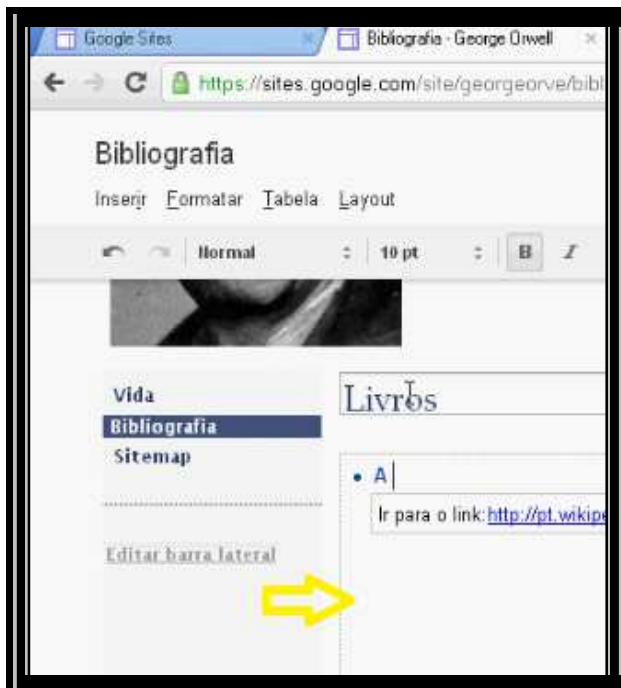 Google Sites
Bibliografia - George Orwell
https://sites.google.com/site/georgeorve/bibl
Bibliografia
Inserir Formatar Tabela Layout
Normal 10 pt B I
Livros
Vida
Bibliografia
Sitemap
• A
Ir para o link: http://pt.wikipe
Editar barra lateral